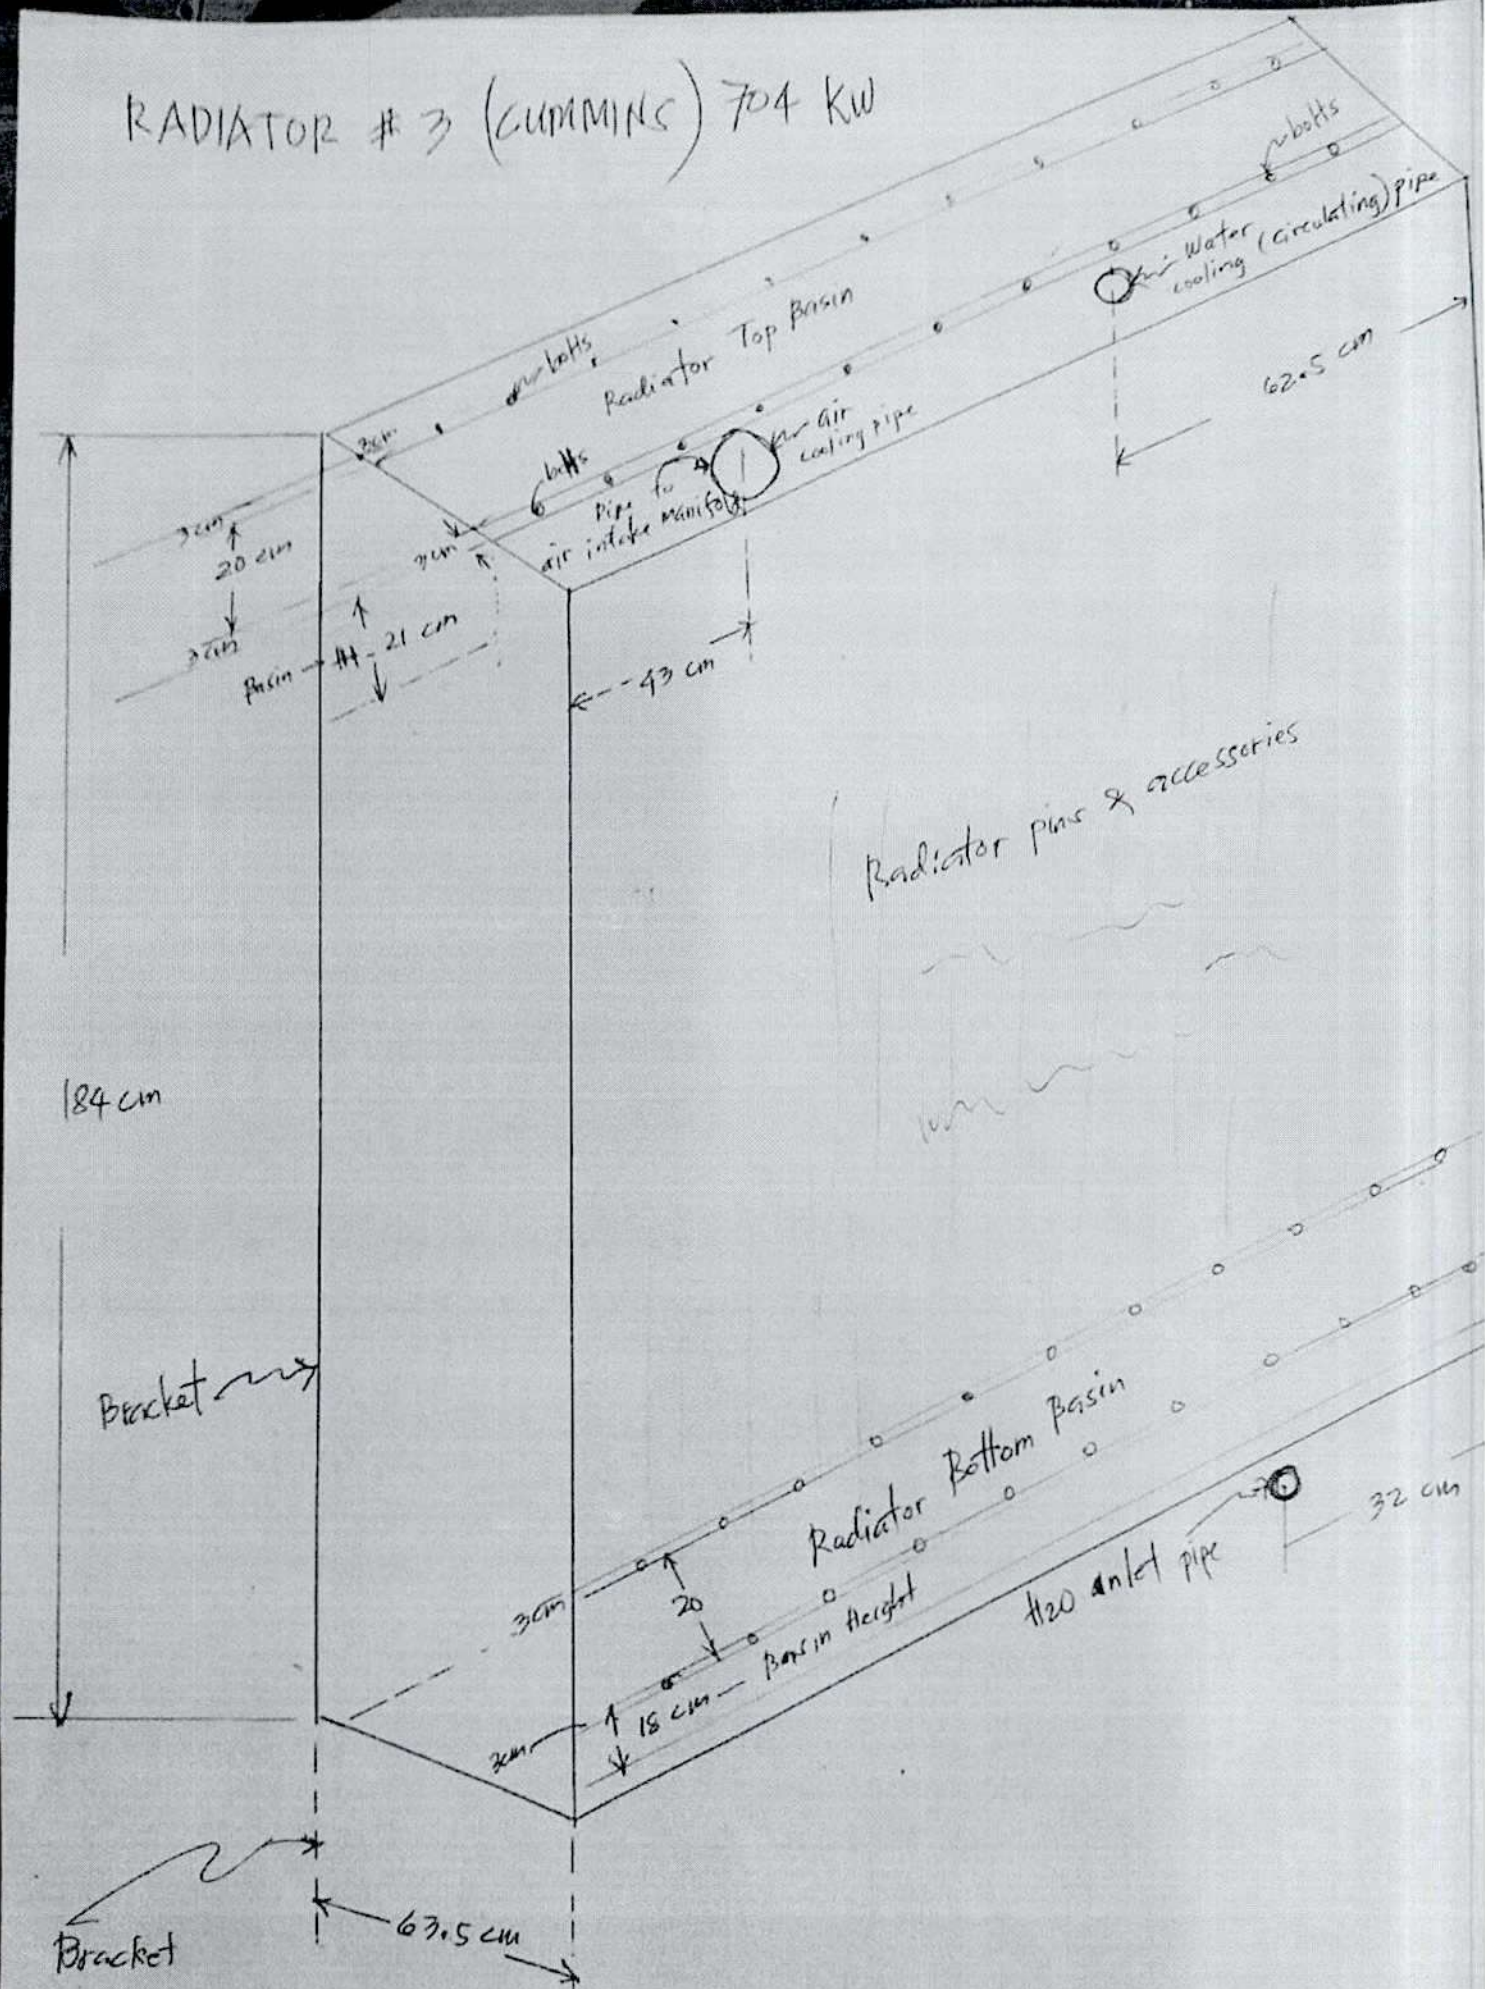 RADIATOR # 3 (CUMMINS) 704 KW
bolts
Water
cooling (circulating) pipe
62.5 cm
Radiator Top Basin
bolts
air
cooling pipe
3cm
bolts
Pipe to
air intake manifold
3cm
20 cm
3cm
3cm
Basin - Ht. 21 cm
43 cm
Radiator pins & accessories
184 cm
Bracket
Radiator Bottom Basin
32 cm
H20 inlet pipe
3cm
20
18 cm - Basin Height
3cm
Bracket
63.5 cm